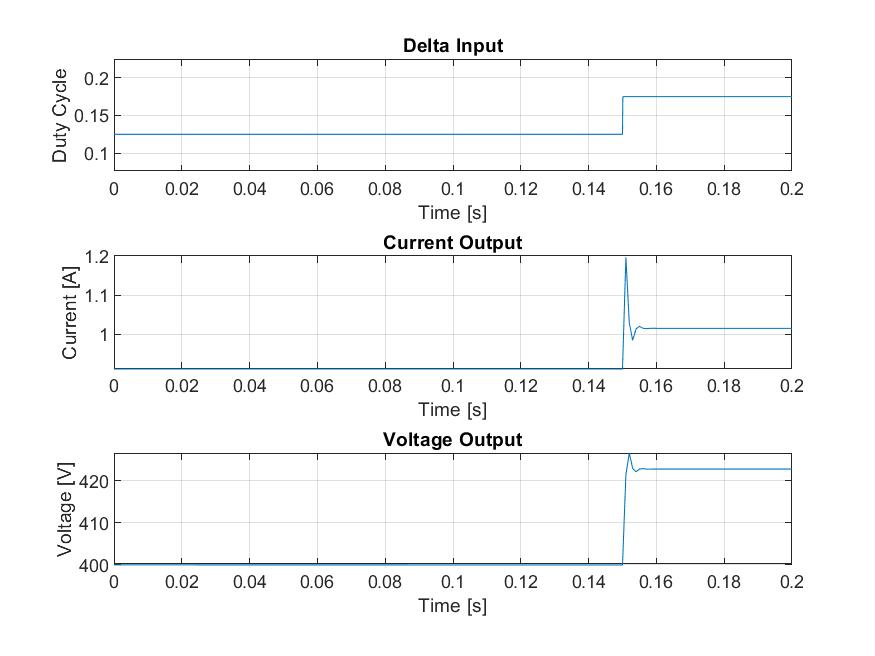 Delta Input
Duty Cycle
0.2
0.15
0.1
0 0.02 0.04 0.06 0.08 0.1 0.12 0.14 0.16 0.18 0.2
Time [s]
Current Output
Current [A]
1.2
1.1
1
0 0.02 0.04 0.06 0.08 0.1 0.12 0.14 0.16 0.18 0.2
Time [s]
Voltage Output
Voltage [V]
420
410
400
0 0.02 0.04 0.06 0.08 0.1 0.12 0.14 0.16 0.18 0.2
Time [s]